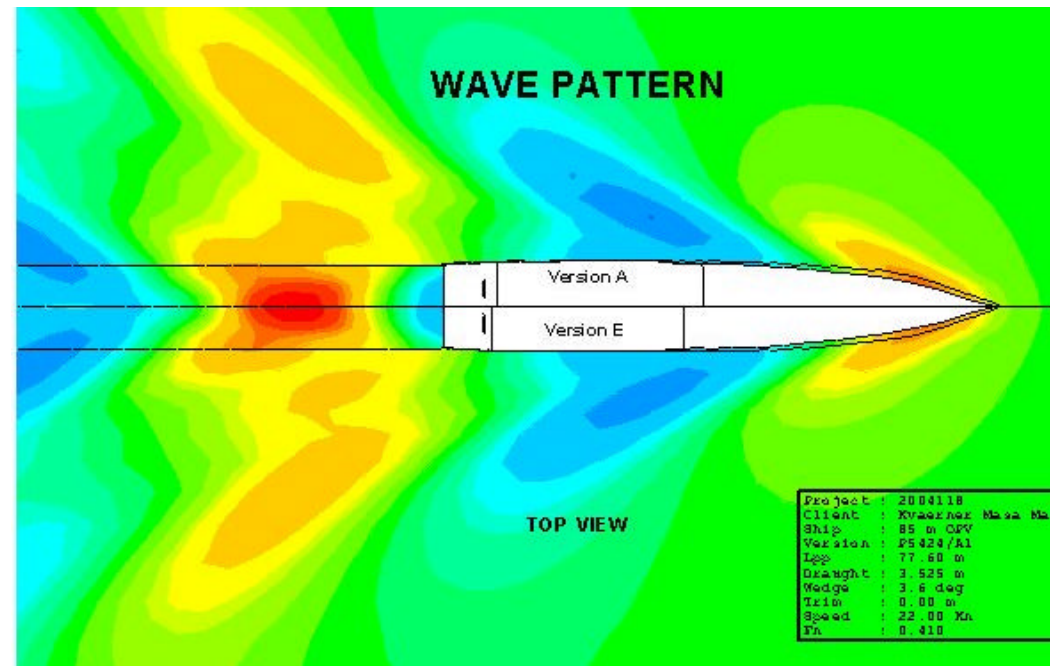 WAVE PATTERN
Version A
Version E
TOP VIEW
Project : 2004118
Client : Kvaerner Masa Ma
Ship : 85 m OPV
Version : P5424/A1
Lpp : 77.60 m
Draught : 3.525 m
Wedge : 3.6 deg
Trim : 0.00 m
Speed : 22.00 Kn
Fn : 0.410